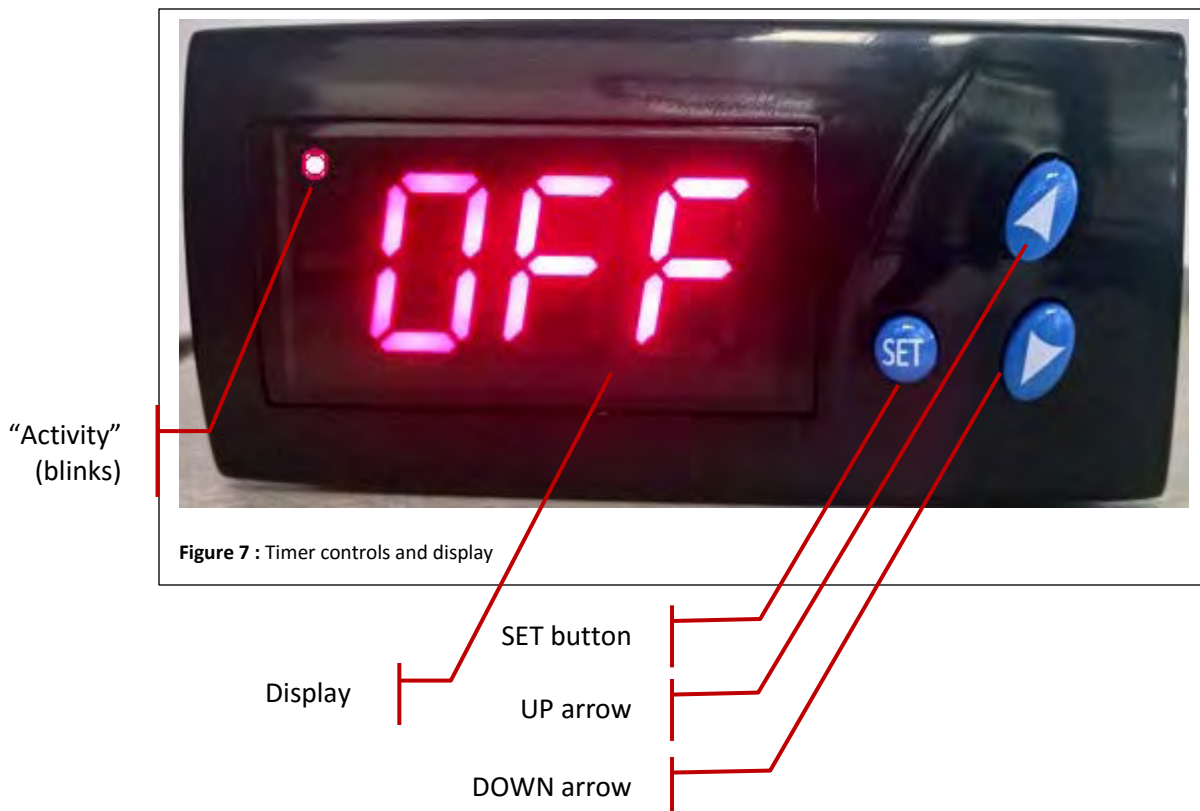 OFF
SET
“Activity”
(blinks)
Figure 7 : Timer controls and display
SET button
Display
UP arrow
DOWN arrow